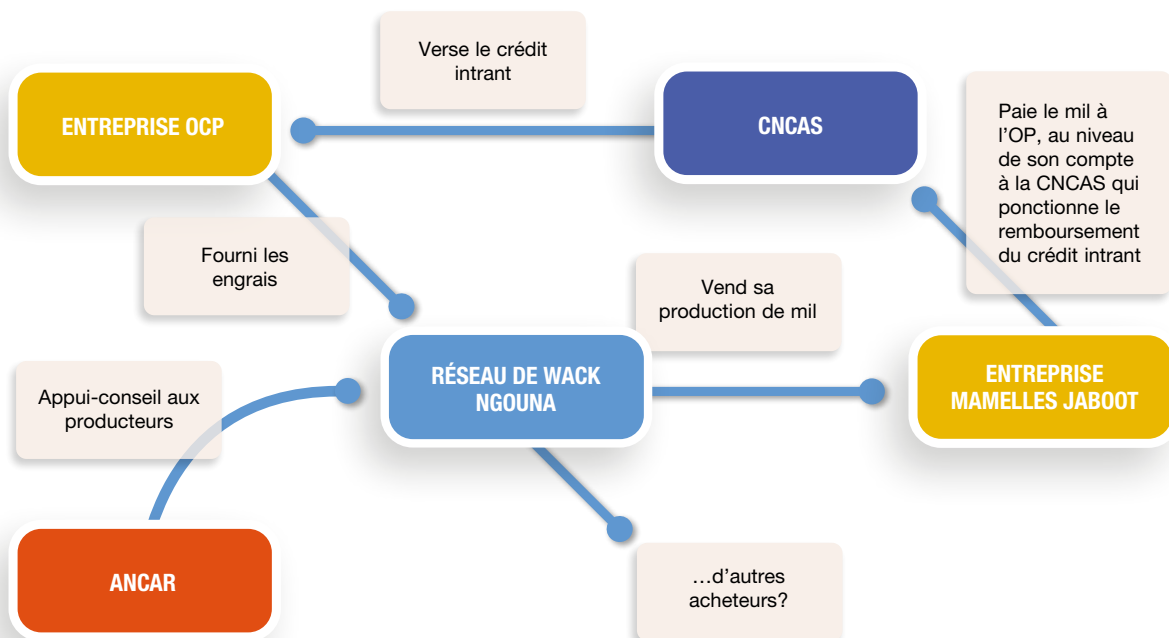 Verse le crédit
intrant
ENTREPRISE OCP
CNCAS
Paie le mil à
l'OP, au niveau
de son compte
à la CNCAS qui
ponctionne le
remboursement
du crédit intrant
Fourni les
engrais
Vend sa
production de mil
RÉSEAU DE WACK
NGOUNA
ENTREPRISE
MAMELLES JABOOT
Appui-conseil aux
producteurs
ANCAR
…d'autres
acheteurs?